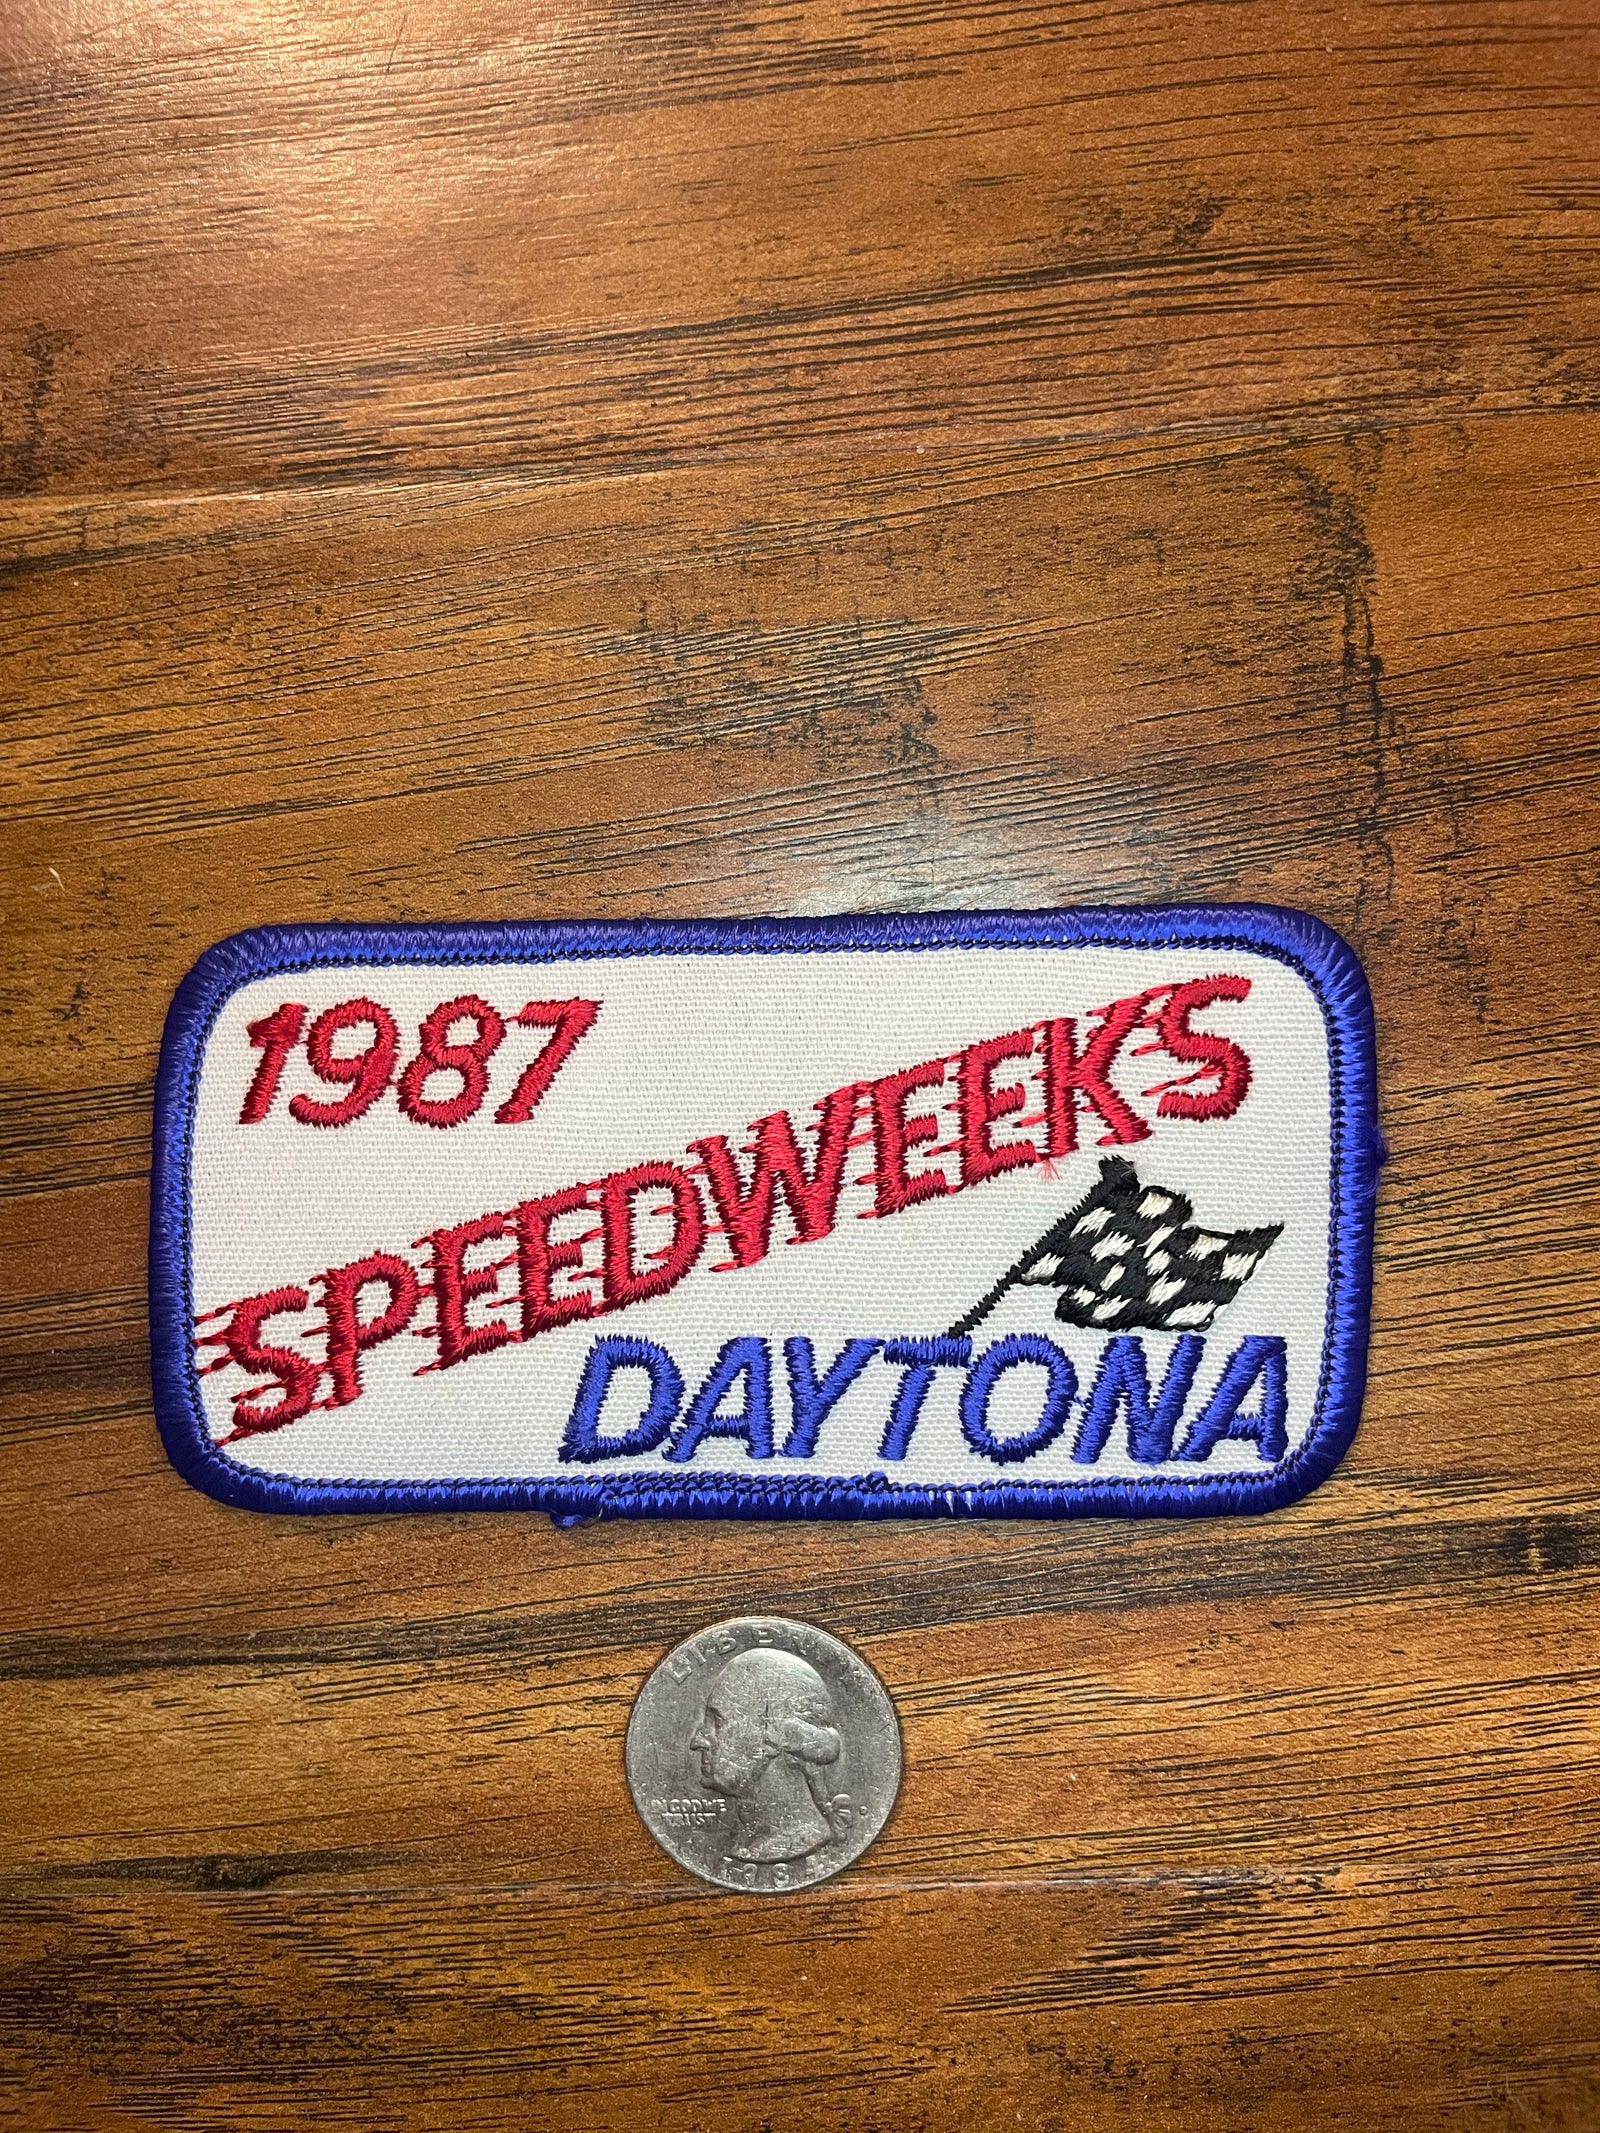 1987
SPEEDWEEKS
DAYTONA
LIBERTY
IN GOD WE
TRUST
D